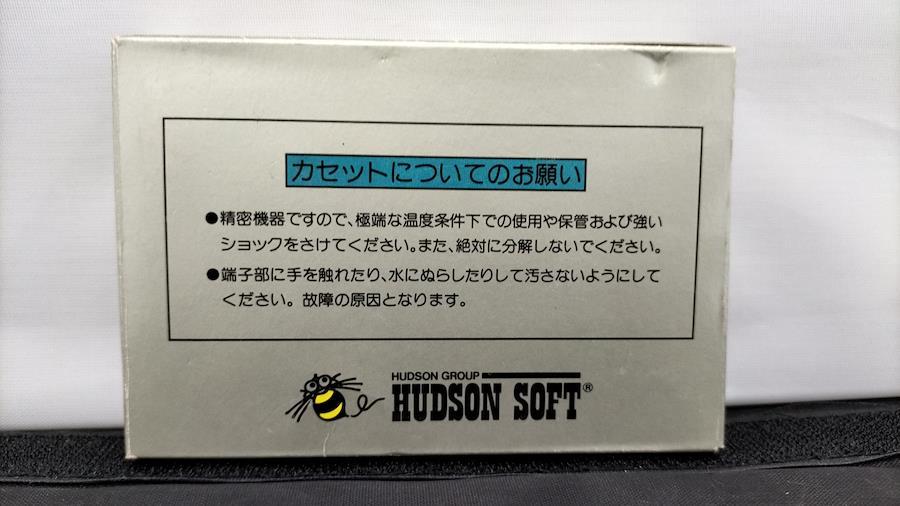 カセットについてのお願い
●精密機器ですので、極端な温度条件下での使用や保管および強い
ショックをさけてください。また、絶対に分解しないでください。
●端子部に手を触れたり、水にぬらしたりして汚さないようにして
ください。故障の原因となります。
HUDSON GROUP
HUDSON SOFT®